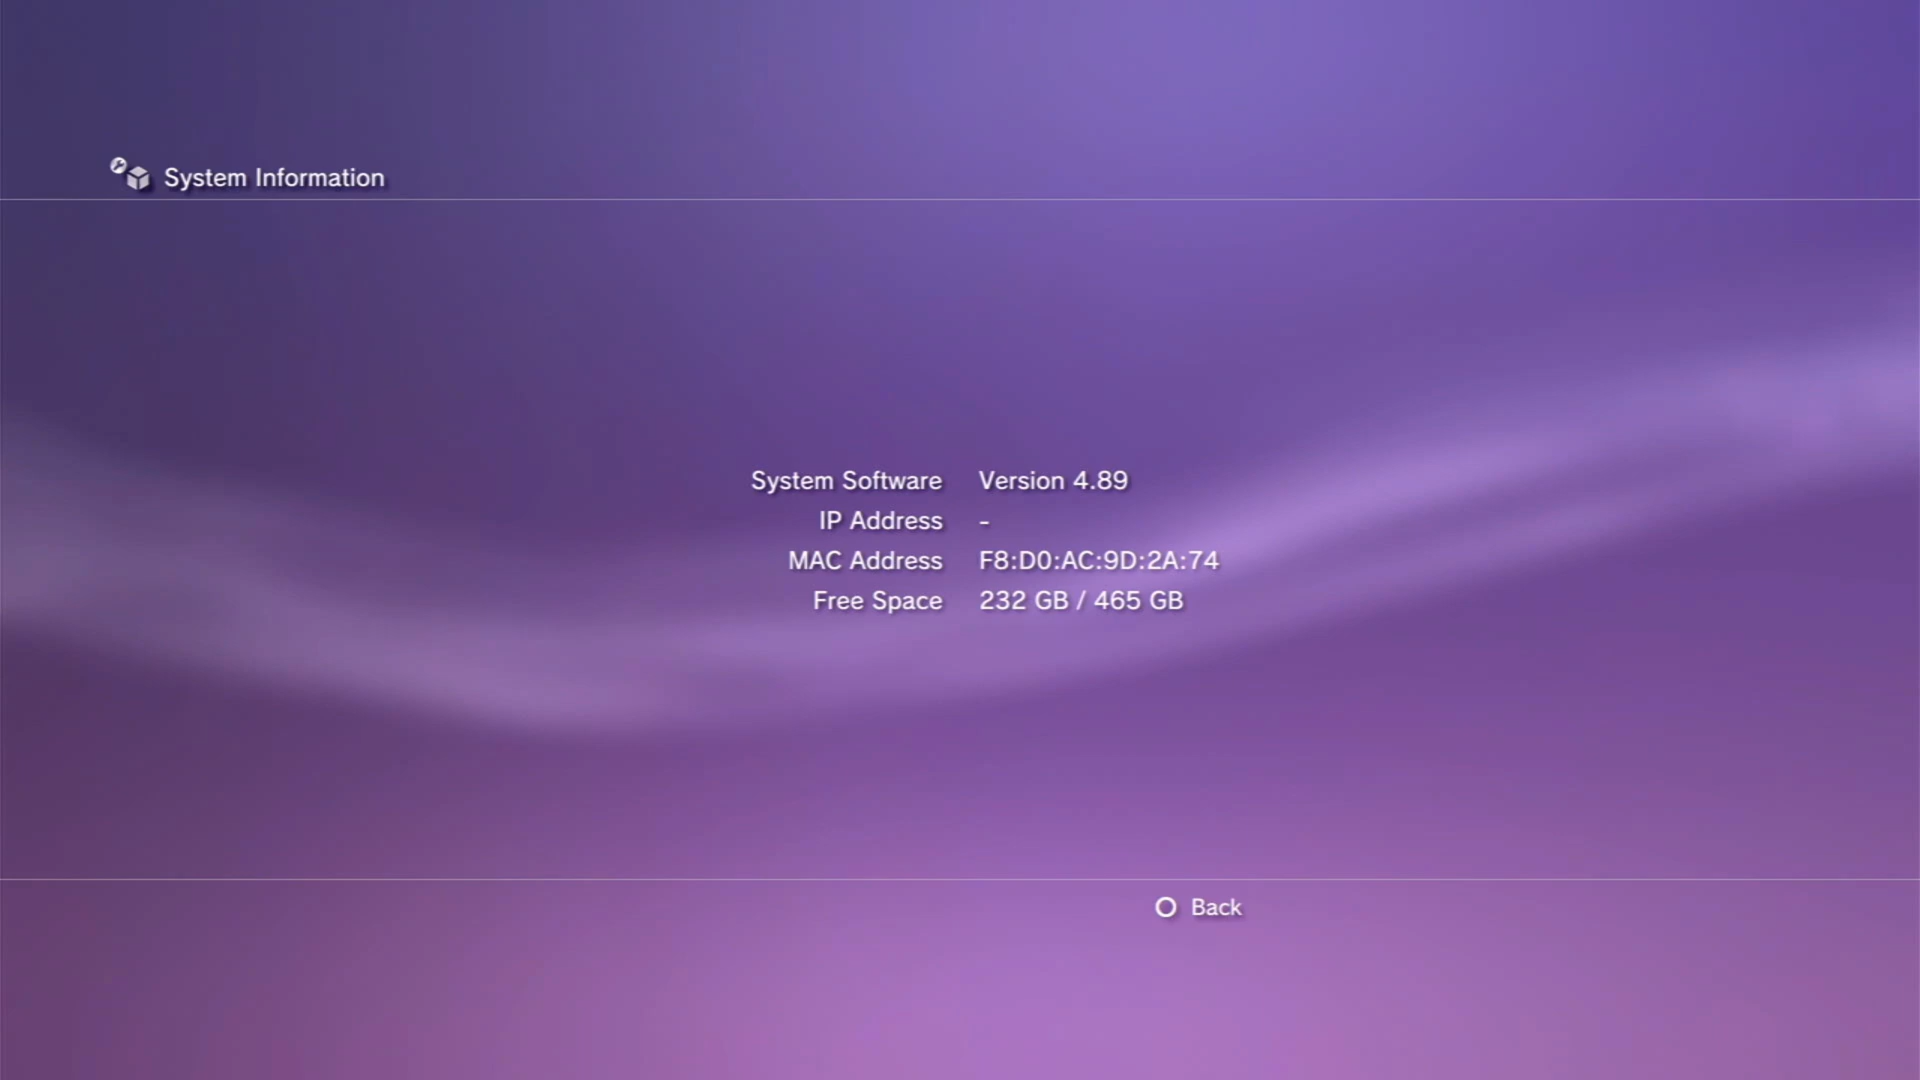 System Information
System Software Version 4.89
IP Address -
MAC Address F8:D0:AC:9D:2A:74
Free Space 232 GB / 465 GB
Back